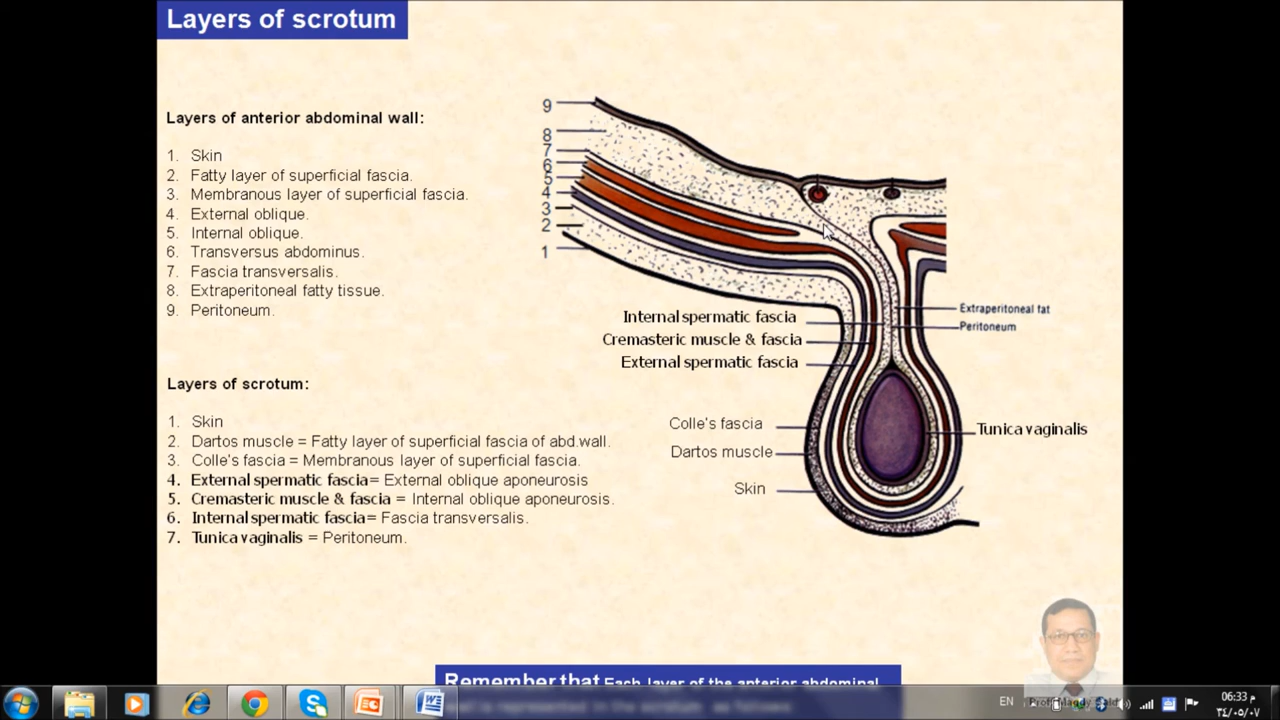 Layers of scrotum
Layers of anterior abdominal wall:
1. Skin
2. Fatty layer of superficial fascia.
3. Membranous layer of superficial fascia.
4. External oblique.
5. Internal oblique.
6. Transversus abdominus.
7. Fascia transversalis.
8. Extraperitoneal fatty tissue.
9. Peritoneum.
Layers of scrotum:
1. Skin
2. Dartos muscle = Fatty layer of superficial fascia of abd.wall.
3. Colle's fascia = Membranous layer of superficial fascia.
4. External spermatic fascia= External oblique aponeurosis
5. Cremasteric muscle & fascia = Internal oblique aponeurosis.
6. Internal spermatic fascia= Fascia transversalis.
7. Tunica vaginalis = Peritoneum.
9
8
7
6
5
4
3
2
1
Internal spermatic fascia
Cremasteric muscle & fascia
External spermatic fascia
Extraperitoneal fat
Peritoneum
Colle's fascia
Dartos muscle
Skin
Tunica vaginalis
Remember that Each layer of the anterior abdominal
EN
06:33 م
٣٤/٠٥/٠٧